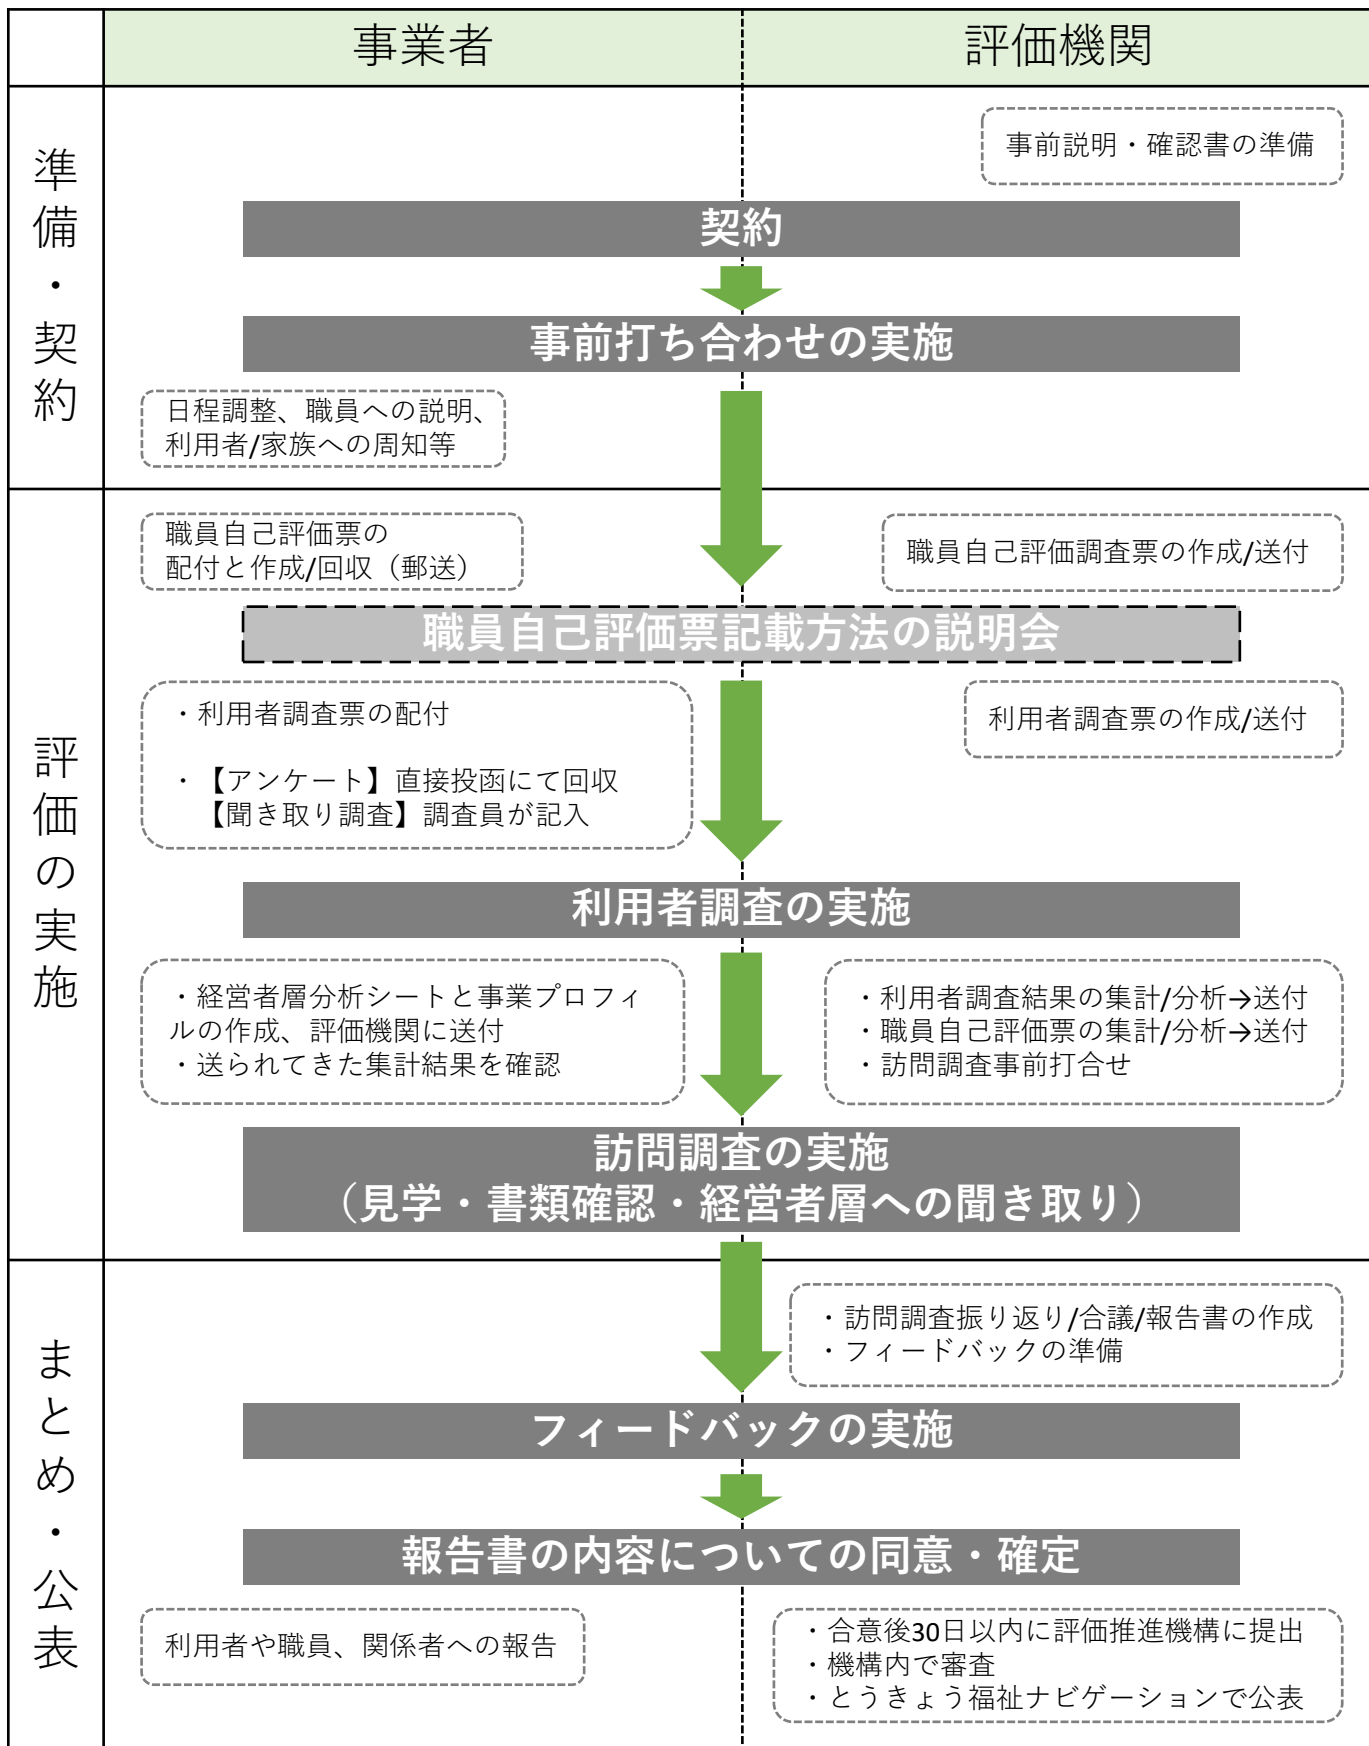 事業者
評価機関
準備・契約
事前説明・確認書の準備
契約
事前打ち合わせの実施
日程調整、職員への説明、
利用者/家族への周知等
評価の実施
職員自己評価票の
配付と作成/回収（郵送）
職員自己評価調査票の作成/送付
職員自己評価票記載方法の説明会
・利用者調査票の配付
・【アンケート】直接投函にて回収
【聞き取り調査】調査員が記入
利用者調査票の作成/送付
利用者調査の実施
・経営者層分析シートと事業プロフィ
ルの作成、評価機関に送付
・送られてきた集計結果を確認
・利用者調査結果の集計/分析→送付
・職員自己評価票の集計/分析→送付
・訪問調査事前打合せ
訪問調査の実施
（見学・書類確認・経営者層への聞き取り）
まとめ・公表
・訪問調査振り返り/合議/報告書の作成
・フィードバックの準備
フィードバックの実施
報告書の内容についての同意・確定
利用者や職員、関係者への報告
・合意後30日以内に評価推進機構に提出
・機構内で審査
・とうきょう福祉ナビゲーションで公表